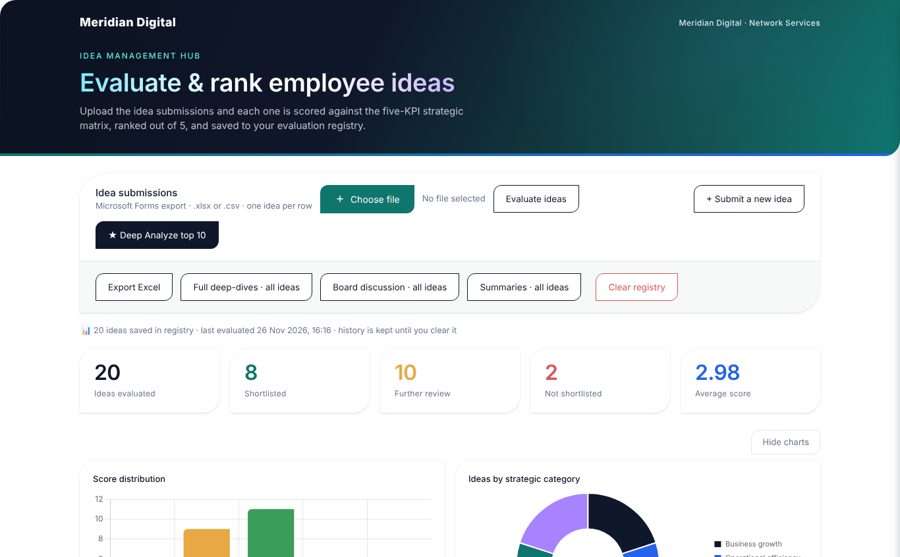 Meridian Digital
Meridian Digital · Network Services
IDEA MANAGEMENT HUB
Evaluate & rank employee ideas
Upload the idea submissions and each one is scored against the five-KPI strategic
matrix, ranked out of 5, and saved to your evaluation registry.
Idea submissions
Microsoft Forms export · .xlsx or .csv · one idea per row
+ Choose file
No file selected
Evaluate ideas
+ Submit a new idea
★ Deep Analyze top 10
Export Excel
Full deep-dives · all ideas
Board discussion · all ideas
Summaries · all ideas
Clear registry
📊 20 ideas saved in registry · last evaluated 26 Nov 2026, 16:16 · history is kept until you clear it
20
Ideas evaluated
8
Shortlisted
10
Further review
2
Not shortlisted
2.98
Average score
Hide charts
Score distribution
12
10
Ideas by strategic category
Business growth